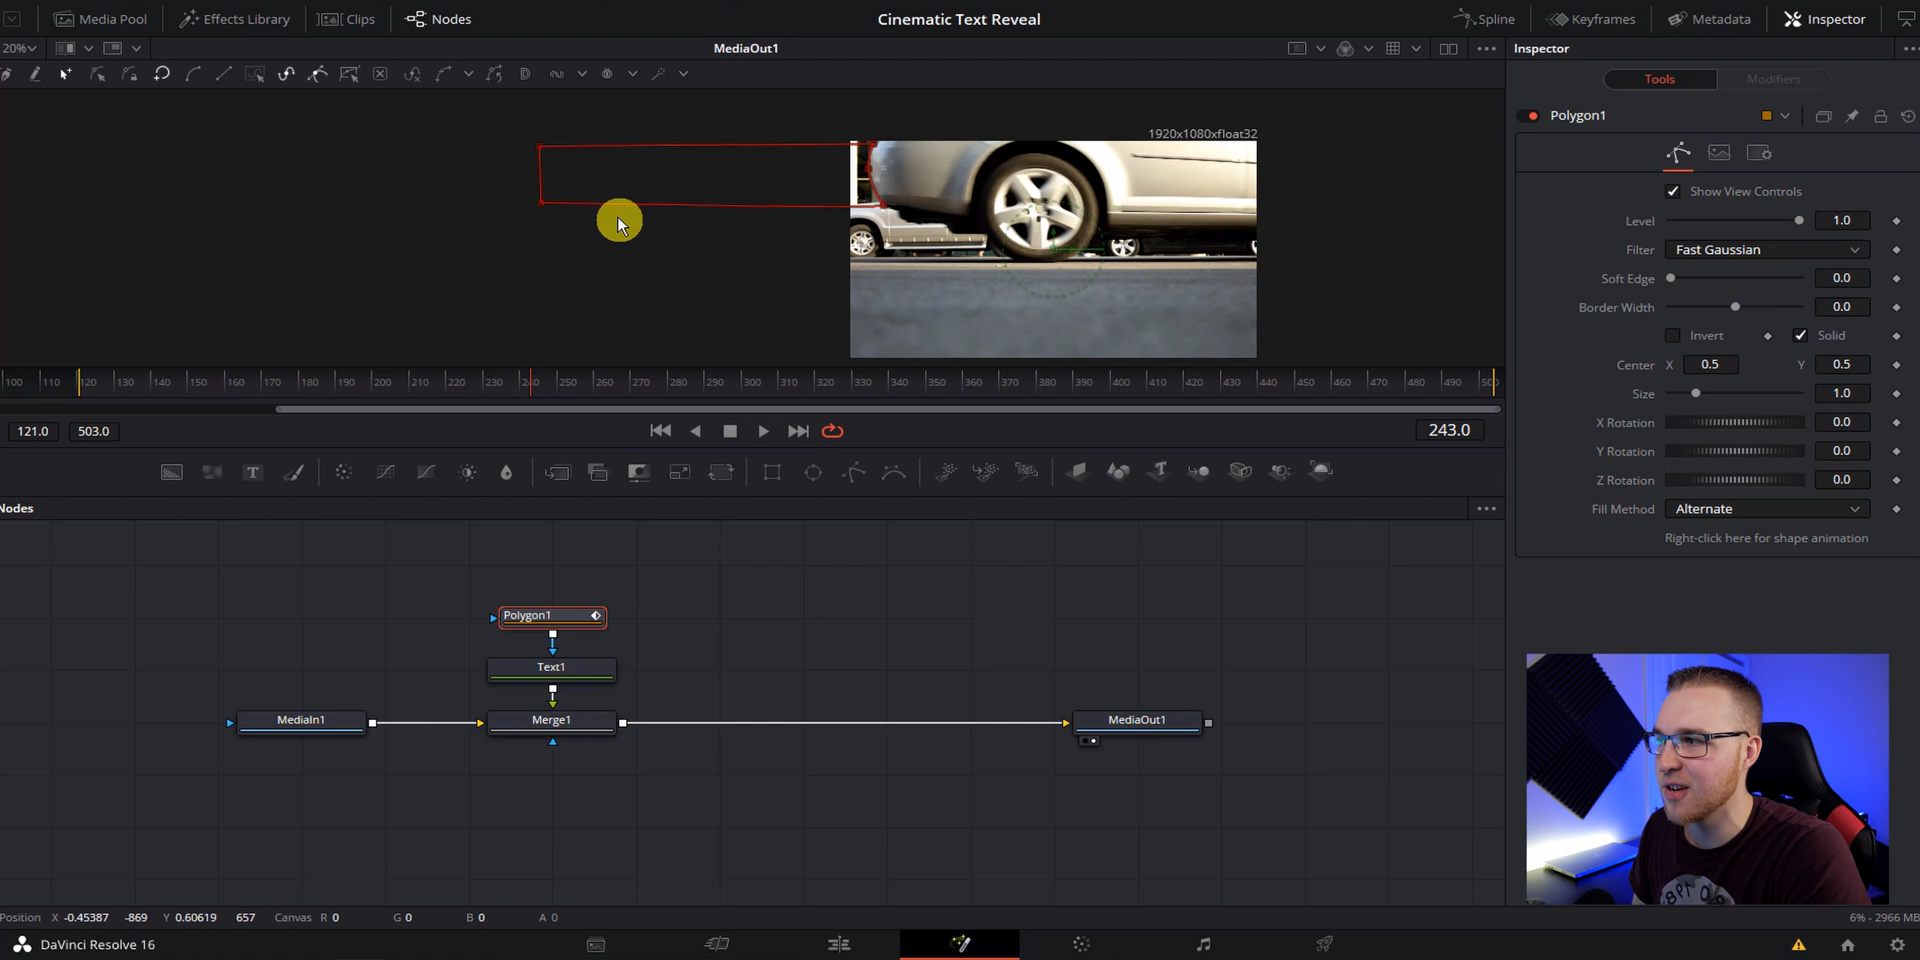 Media Pool Effects Library Clips Nodes Cinematic Text Reveal Spline Keyframes Metadata Inspector
20% MediaOut1 Inspector
Tools Modifiers
1920x1080xfloat32
Polygon1
Show View Controls
Level 1.0
Filter Fast Gaussian
Soft Edge 0.0
Border Width 0.0
Invert Solid
Center X 0.5 Y 0.5
Size 1.0
X Rotation 0.0
Y Rotation 0.0
Z Rotation 0.0
Fill Method Alternate
Right-click here for shape animation
100 110 120 130 140 150 160 170 180 190 200 210 220 230 240 250 260 270 280 290 300 310 320 330 340 350 360 370 380 390 400 410 420 430 440 450 460 470 480 490 500
121.0 503.0 243.0
Nodes
Polygon1
Text1
MediaIn1 Merge1 MediaOut1
Position X -0.45387 -869 Y 0.60619 657 Canvas R 0 G 0 B 0 A 0 6% - 2966 MB
DaVinci Resolve 16